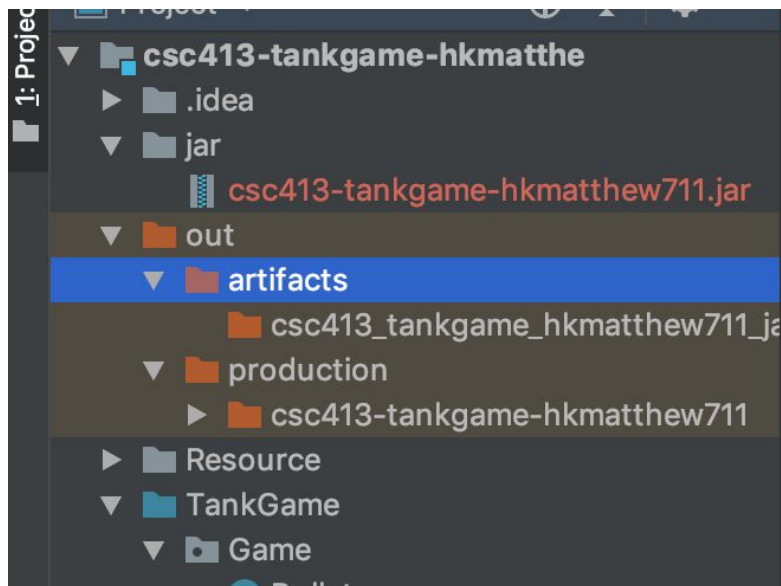 1: Projec
Project
csc413-tankgame-hkmatthe
.idea
jar
csc413-tankgame-hkmatthew711.jar
out
artifacts
csc413_tankgame_hkmatthew711_ja
production
csc413-tankgame-hkmatthew711
Resource
TankGame
Game